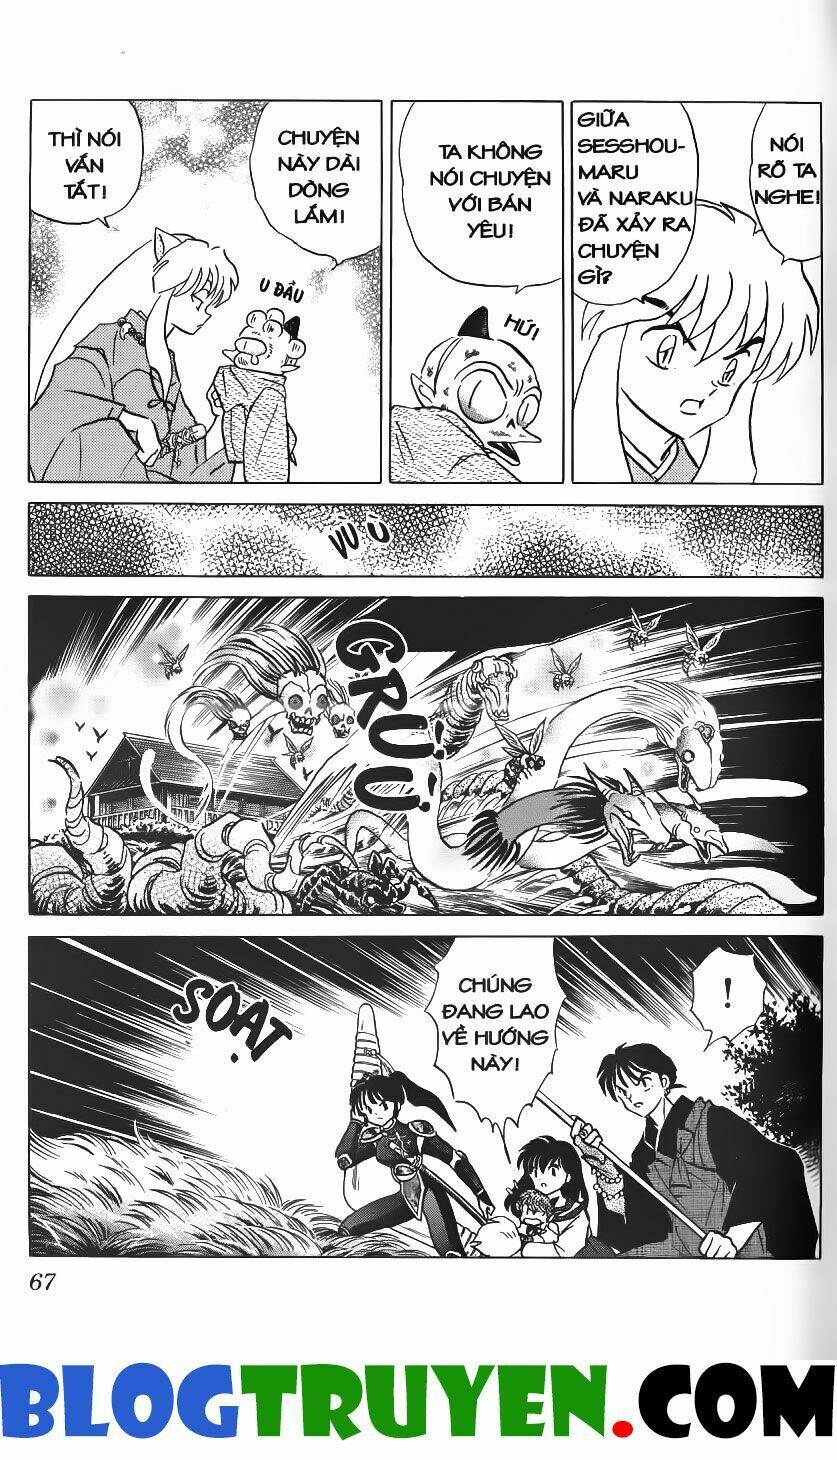 NÓI
RÕ TA
NGHE!
GIỮA
SESSHOU-
MARU
VÀ NARAKU
ĐÃ XẢY RA
CHUYỆN
GÌ?
TA KHÔNG
NÓI CHUYỆN
VỚI BÁN
YÊU!
HỨ!
CHUYỆN
NÀY DÀI
DÒNG
LẮM!
THÌ NÓI
VẮN
TẮT!
U ĐẦU
VÙ Ù
GRỪ Ừ
!
CHÚNG
ĐANG LAO
VỀ HƯỚNG
NÀY!
SOẠT
67
BLOGTRUYEN.COM